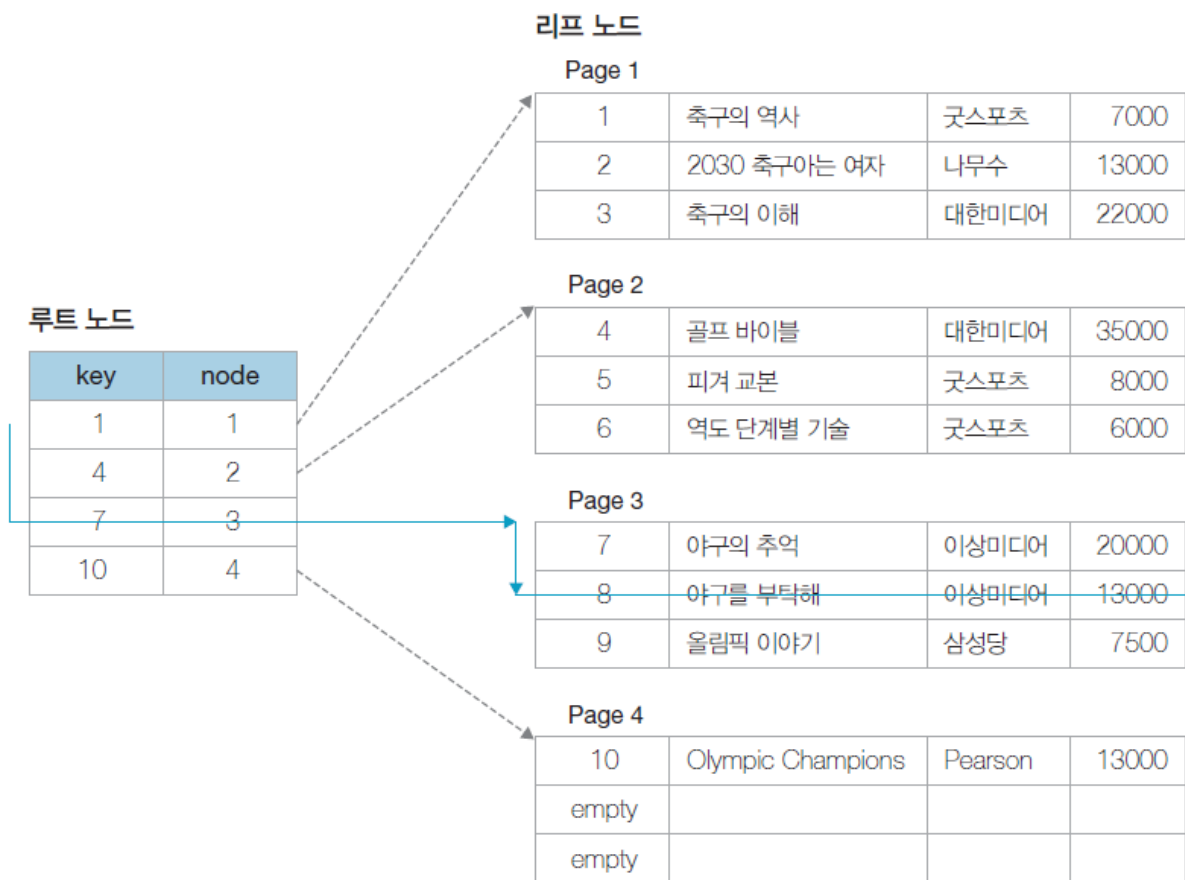 리프 노드
Page 1
1 축구의 역사 굿스포츠 7000
2 2030 축구아는 여자 나무수 13000
3 축구의 이해 대한미디어 22000
Page 2
4 골프 바이블 대한미디어 35000
5 피겨 교본 굿스포츠 8000
6 역도 단계별 기술 굿스포츠 6000
루트 노드
key node
1 1
4 2
7 3
10 4
Page 3
7 야구의 추억 이상미디어 20000
8 야구를 부탁해 이상미디어 13000
9 올림픽 이야기 삼성당 7500
Page 4
10 Olympic Champions Pearson 13000
empty
empty